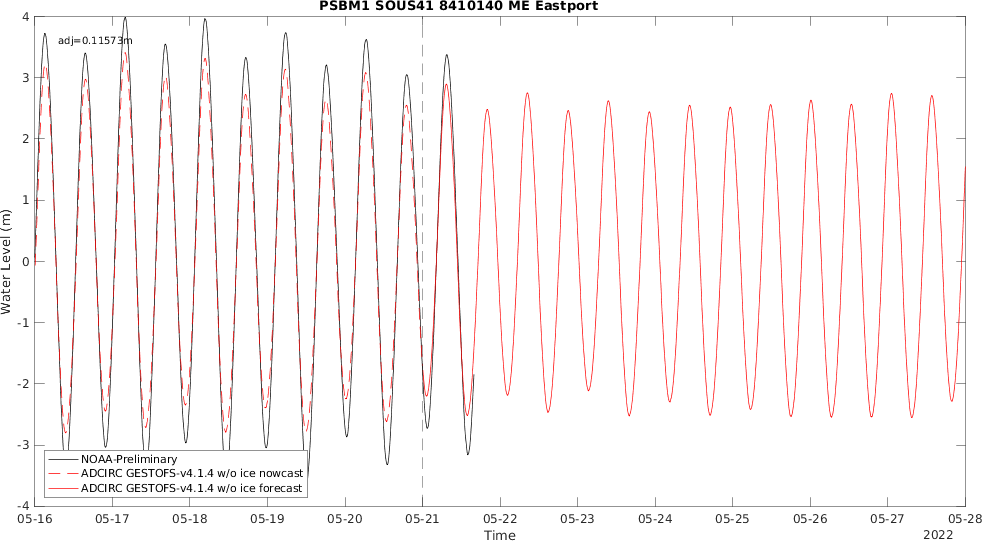 PSBM1 SOUS41 8410140 ME Eastport
adj=0.11573m
4
3
2
1
0
-1
-2
-3
-4
Water Level (m)
NOAA-Preliminary
ADCIRC GESTOFS-v4.1.4 w/o ice nowcast
ADCIRC GESTOFS-v4.1.4 w/o ice forecast
05-16 05-17 05-18 05-19 05-20 05-21 05-22 05-23 05-24 05-25 05-26 05-27 05-28
Time
2022